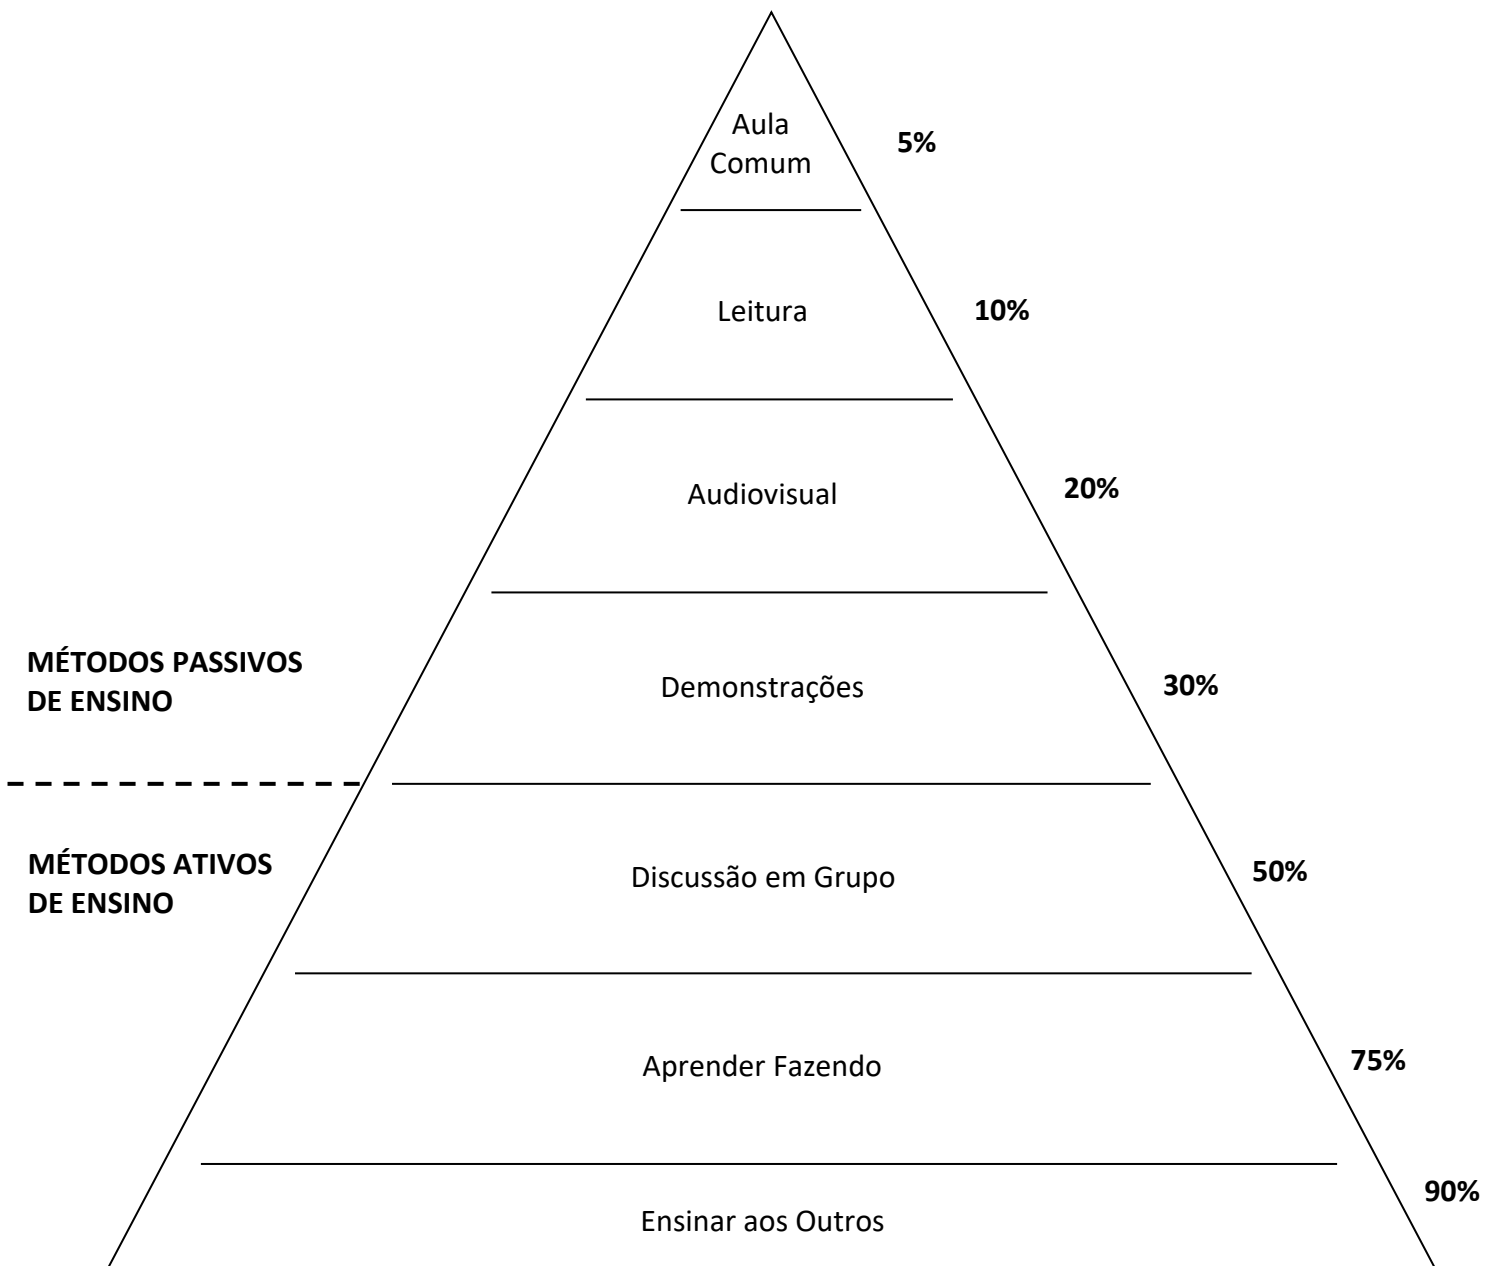 Aula
Comum
5%
Leitura
10%
Audiovisual
20%
MÉTODOS PASSIVOS
DE ENSINO
Demonstrações
30%
MÉTODOS ATIVOS
DE ENSINO
Discussão em Grupo
50%
Aprender Fazendo
75%
Ensinar aos Outros
90%